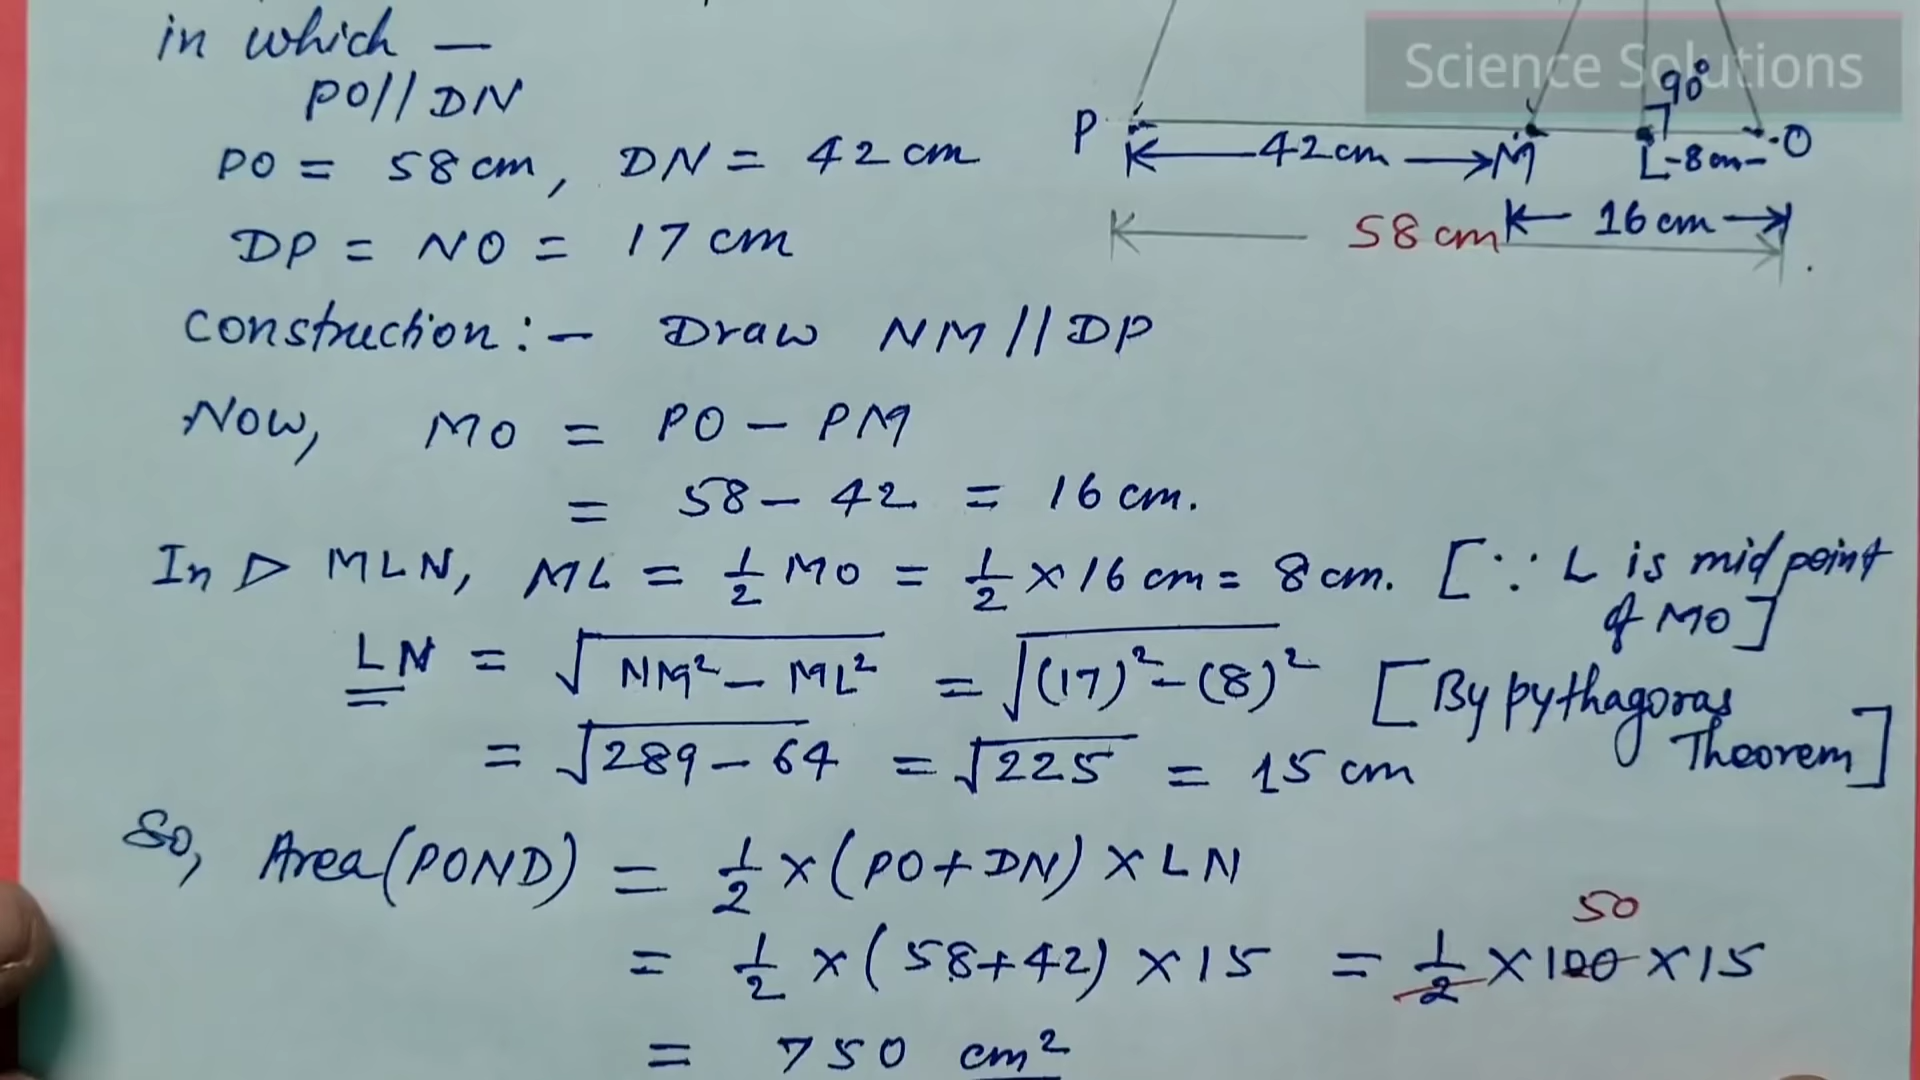 in which —
PO//DN
PO = 58 cm, DN = 42 cm
DP = NO = 17 cm
Science Solutions
90°
P
42 cm
M
L
8 cm
O
58 cm
16 cm
Construction:- Draw NM//DP
Now, MO = PO - PM
= 58 - 42 = 16 cm.
In ▷ MLN, ML = 1/2 MO = 1/2 × 16 cm = 8 cm. [∵ L is mid point of MO]
LN = √NM² - ML² = √(17)² - (8)² [By pythagoras Theorem]
= √289 - 64 = √225 = 15 cm
So, Area(POND) = 1/2 × (PO + DN) × LN
50
= 1/2 × (58 + 42) × 15 = 1/2 × 100 × 15
= 750 cm²